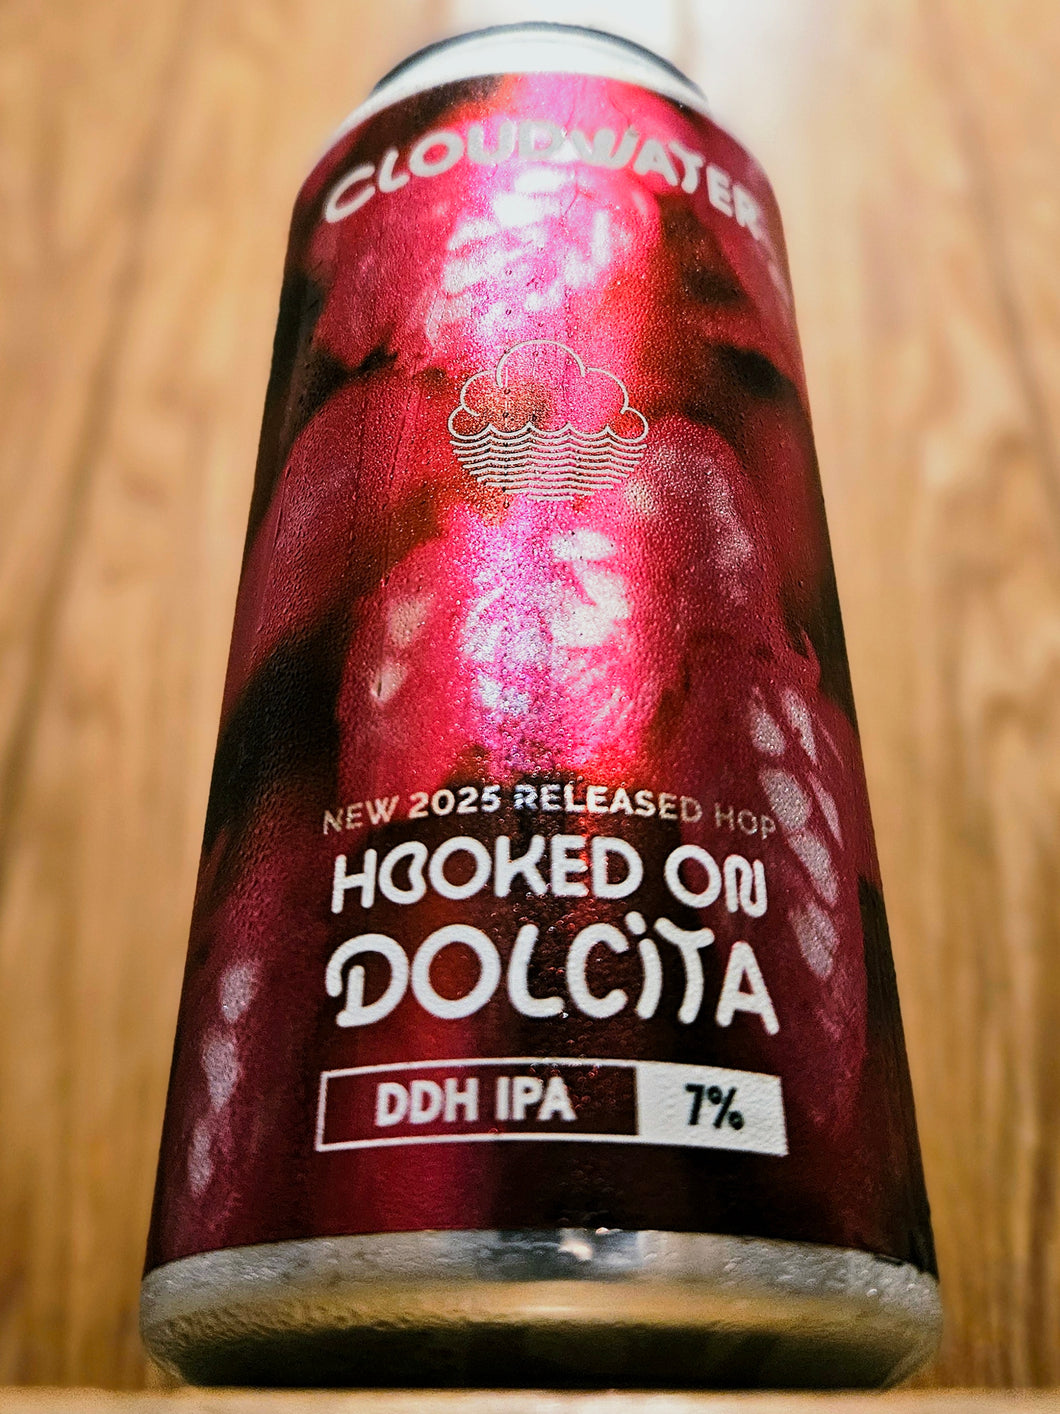 CLOUDWATER
NEW 2025 RELEASED HOP
HOOKED ON
DOLCITA
DDH IPA 7%